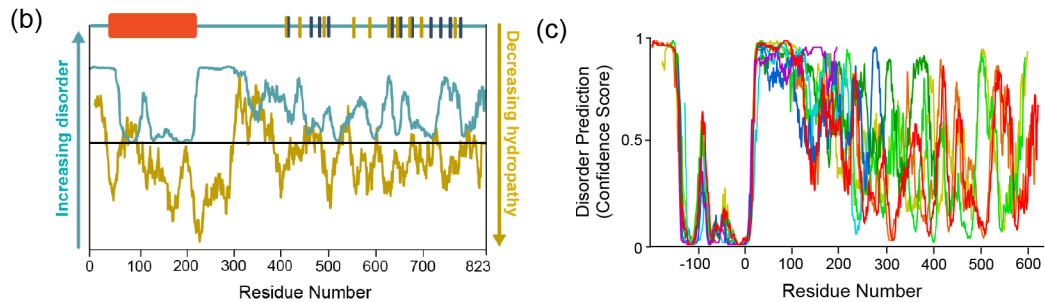 (b)
Increasing disorder
Decreasing hydropathy
0 100 200 300 400 500 600 700 823
Residue Number
(c)
Disorder Prediction
(Confidence Score)
1
0.5
0
-100 0 100 200 300 400 500 600
Residue Number